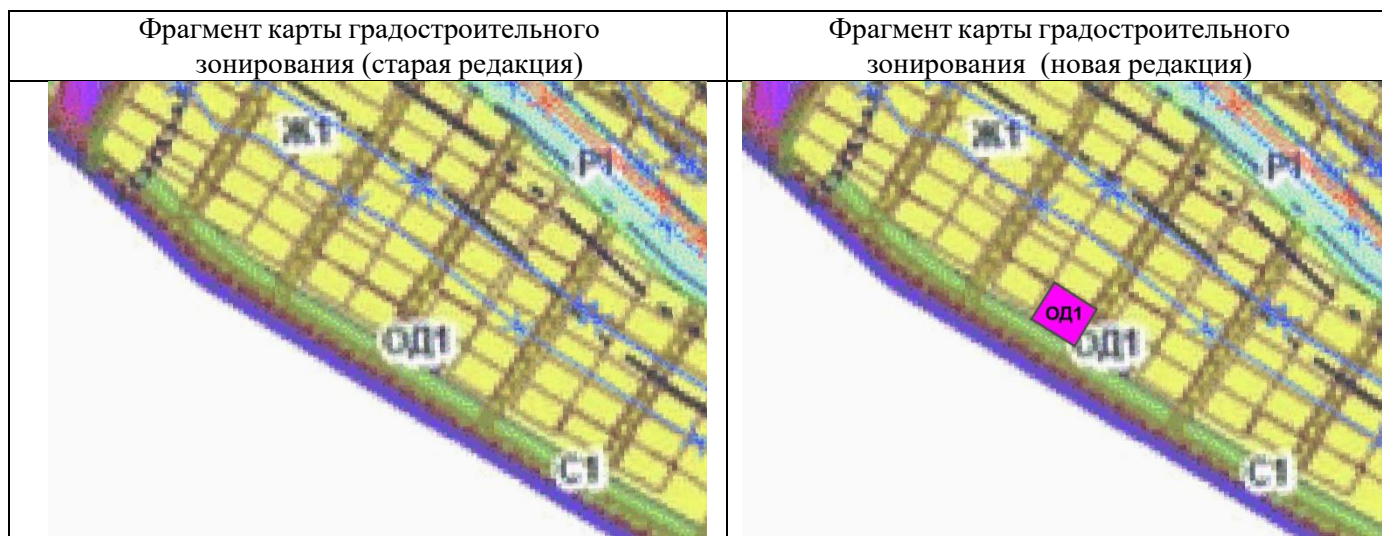 Фрагмент карты градостроительного
зонирования (старая редакция)
Фрагмент карты градостроительного
зонирования (новая редакция)
Ж1
Р1
ОД1
С1
Ж1
Р1
ОД1
ОД1
С1